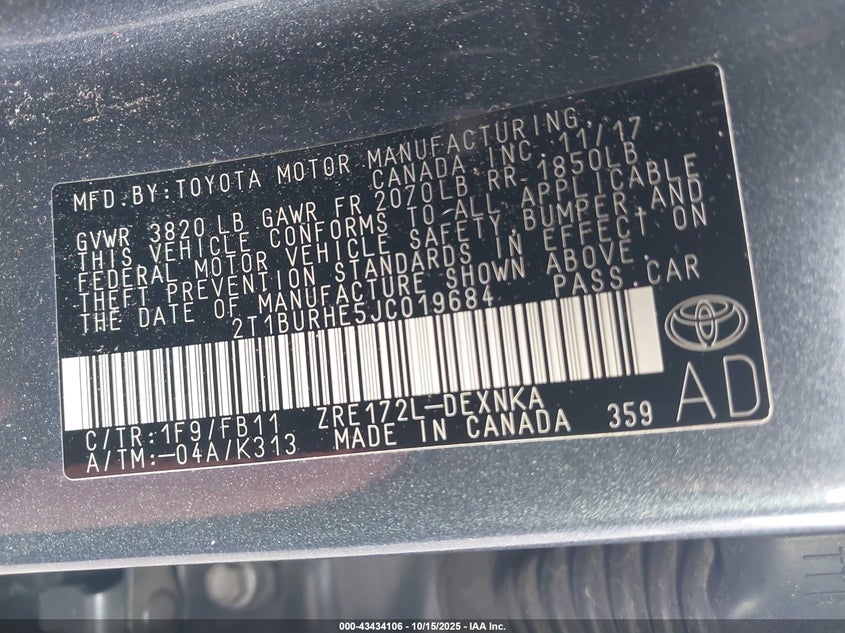 MFD.BY:TOYOTA MOTOR MANUFACTURING,
CANADA, INC. 11/17
GVWR 3820 LB GAWR FR 2070LB RR 1850LB
THIS VEHICLE CONFORMS TO ALL APPLICABLE
FEDERAL MOTOR VEHICLE SAFETY,BUMPER,AND
THEFT PREVENTION STANDARDS IN EFFECT ON
THE DATE OF MANUFACTURE SHOWN ABOVE.
2T1BURHE5JC019684 PASS.CAR
C/TR:1F9/FB11 ZRE172L-DEXNKA
A/TM:-04A/K313 MADE IN CANADA 359
AD
000-43434106 - 10/15/2025 - IAA Inc.